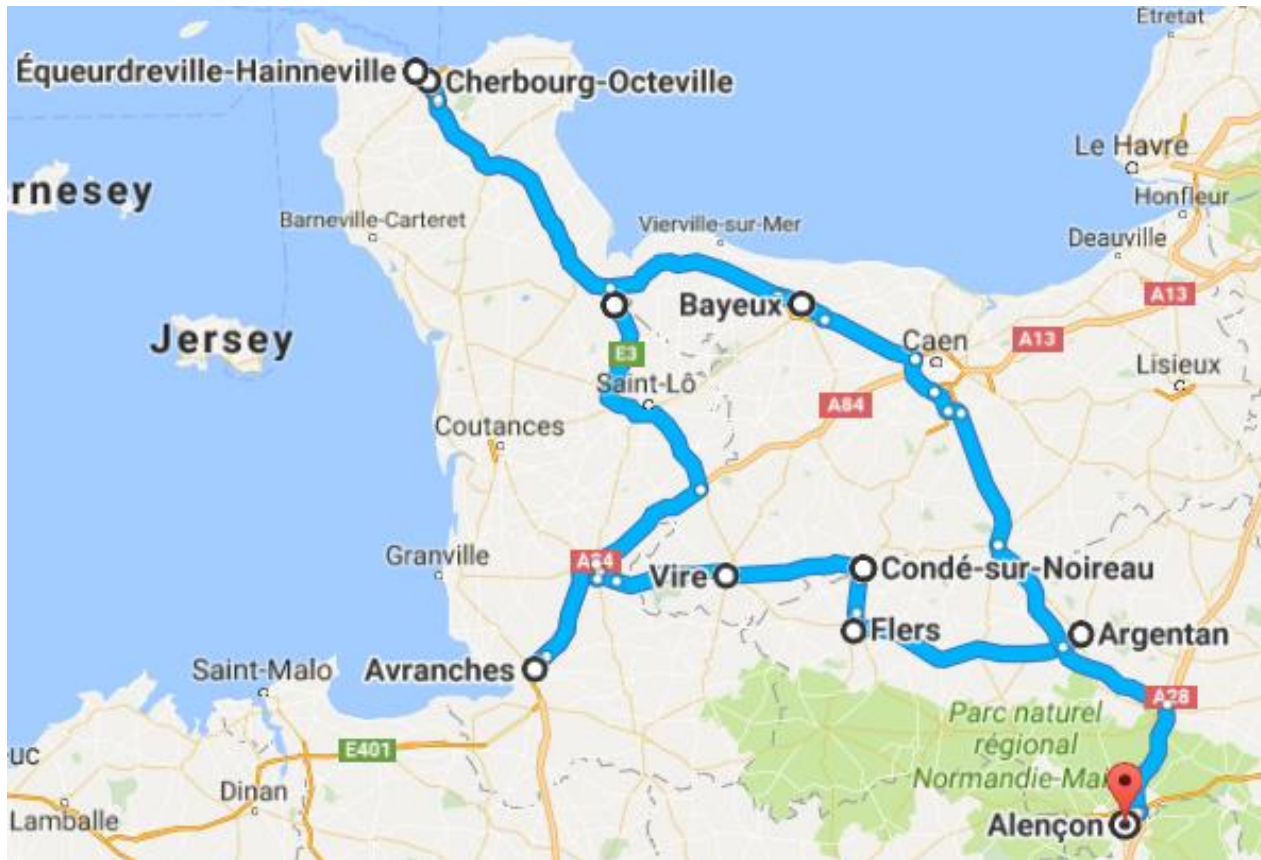 Étretat
Équeurdreville-Hainneville
Cherbourg-Octeville
Le Havre
rnesey
Honfleur
Barneville-Carteret
Vierville-sur-Mer
Deauville
A13
Bayeux
Jersey
E3
Caen
A13
Lisieux
Saint-Lô
A84
Coutances
Granville
A84
Vire
Condé-sur-Noireau
Flers
Argentan
Saint-Malo
Avranches
A28
Parc naturel
régional
Normandie-Mai
E401
uc
Dinan
Lamballe
Alençon